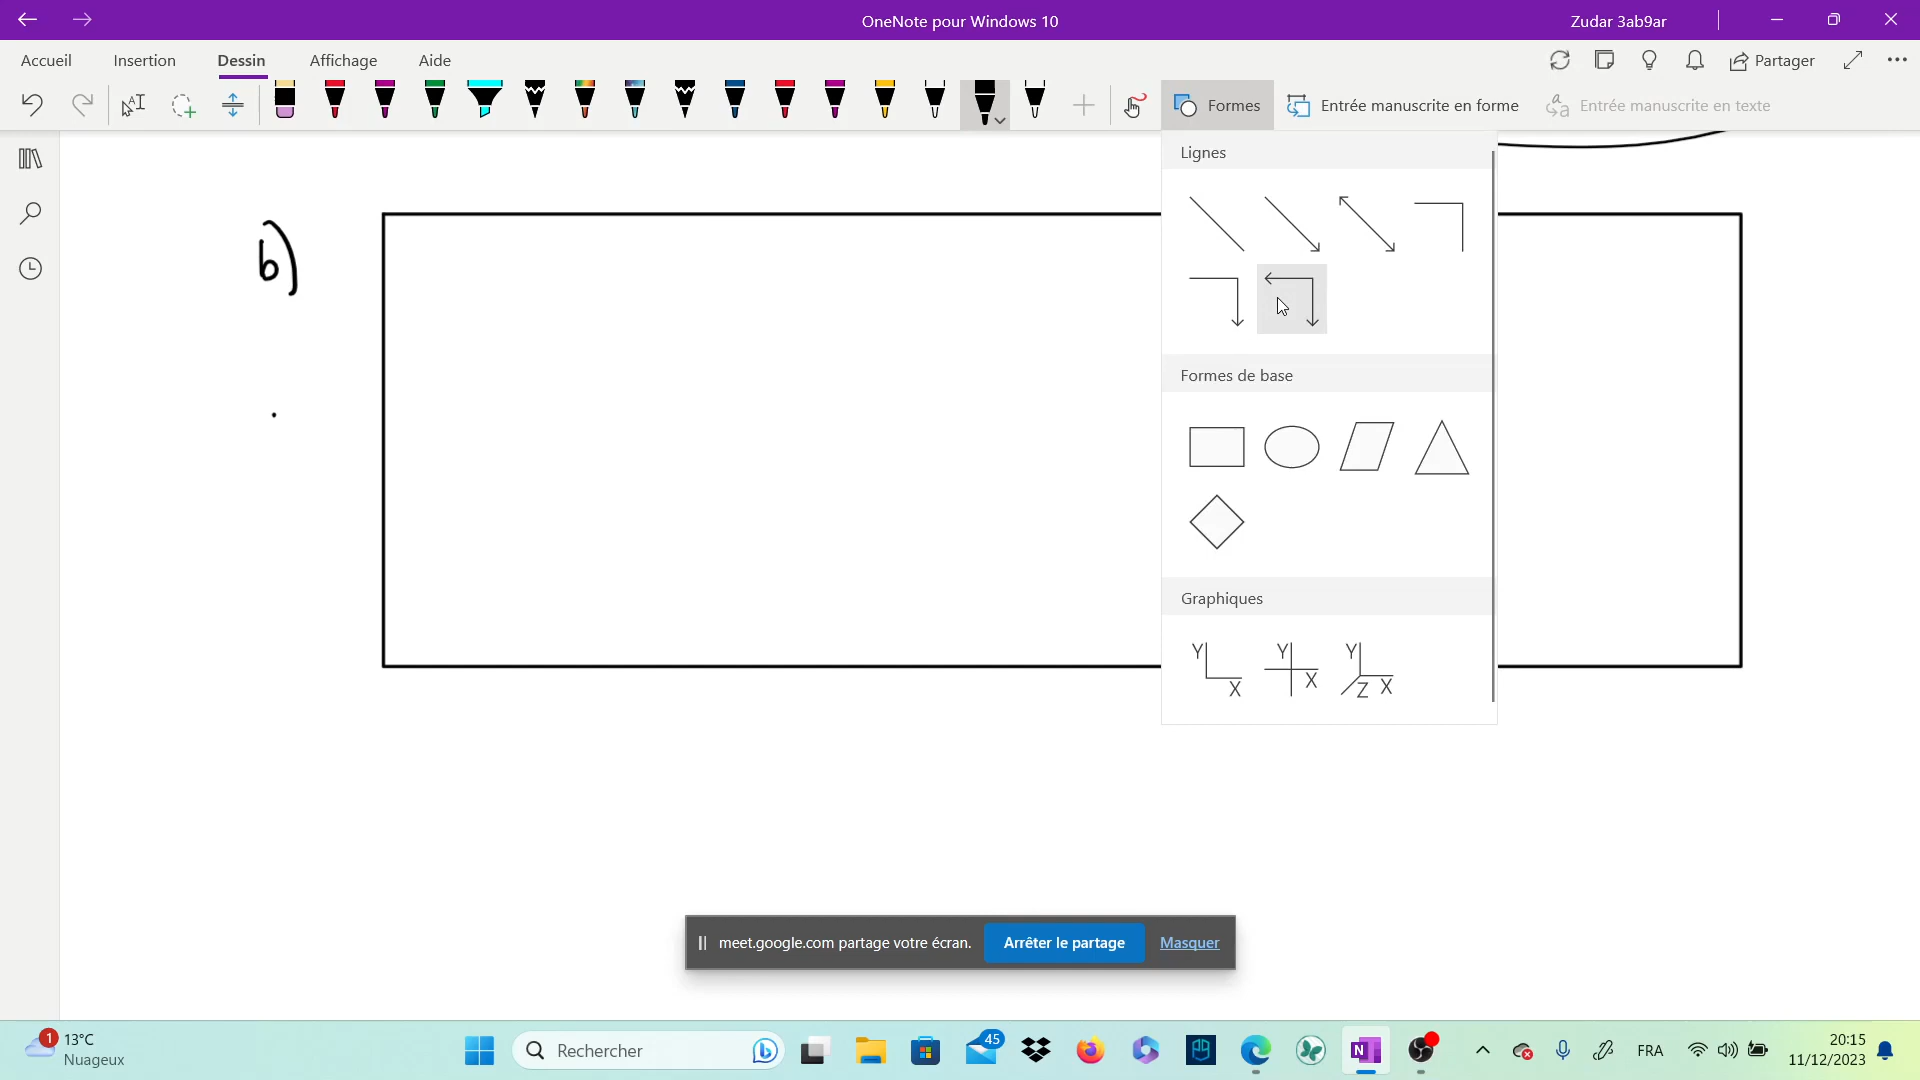 OneNote pour Windows 10
Zudar 3ab9ar
Accueil
Insertion
Dessin
Affichage
Aide
Partager
Formes
Entrée manuscrite en forme
Entrée manuscrite en texte
Lignes
b)
Formes de base
Graphiques
Y
X
Y
X
Y
Z
X
meet.google.com partage votre écran.
Arrêter le partage
Masquer
1
13°C
Nuageux
Rechercher
45
N
FRA
20:15
11/12/2023